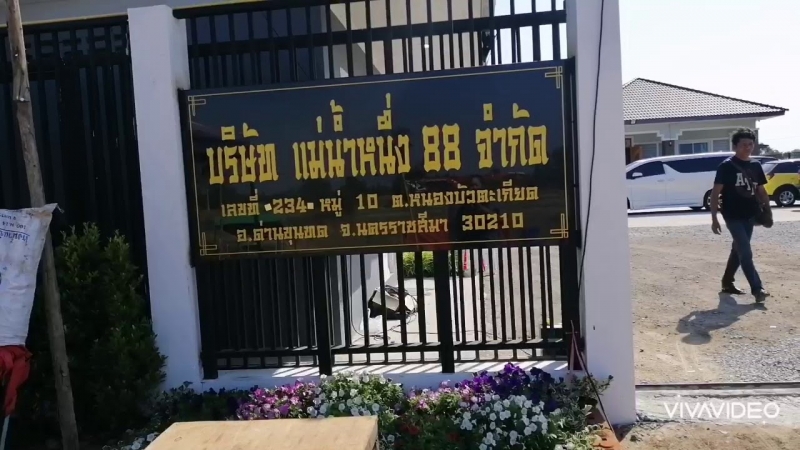 บริษัท แม่น้ำหนึ่ง 88 จำกัด
เลขที่ •234• หมู่ 10 ต.หนองบัวตะเกียด
อ.ด่านขุนทด จ.นครราชสีมา 30210
VIVAVIDEO